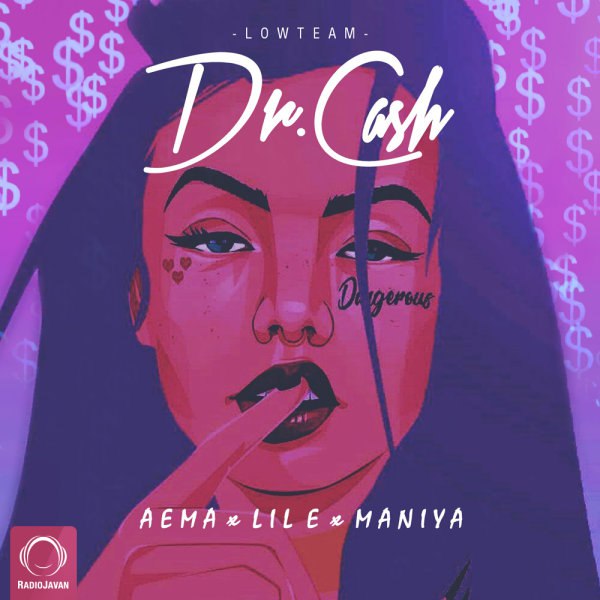 -LOWTEAM-
Dr. Cash
Dangerous
AEMA x LIL E x MANIYA
RADIOJAVAN